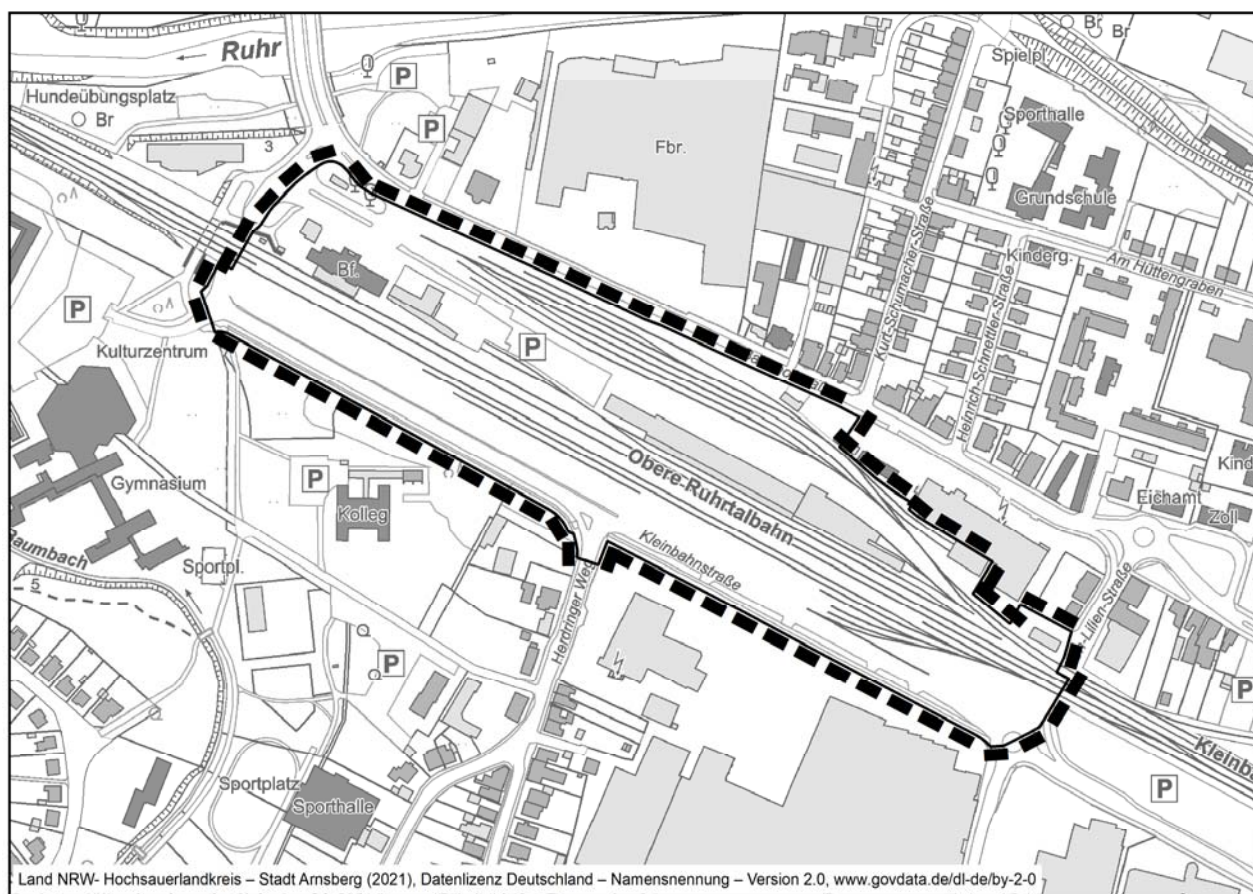 Ruhr
Br
Br
Spielpl.
P
Hundeübungsplatz
Br
P
3
Sporthalle
Fbr.
Grundschule
Kinderg.
Am Hüttengraben
Kurt-Schumacher-Straße
Heinrich-Schnettler-Straße
Bf.
P
Kulturzentrum
P
Obere-Ruhrtalbahn
Gymnasium
P
Kolleg
Eichamt
Zoll
Kind
Kleinbahnstraße
Baumbach
Sportpl.
5
Herdringer Weg
-Lilien-Straße
P
P
Kleinba
Sportplatz
Sporthalle
P
Land NRW- Hochsauerlandkreis – Stadt Arnsberg (2021), Datenlizenz Deutschland – Namensnennung – Version 2.0, www.govdata.de/dl-de/by-2-0